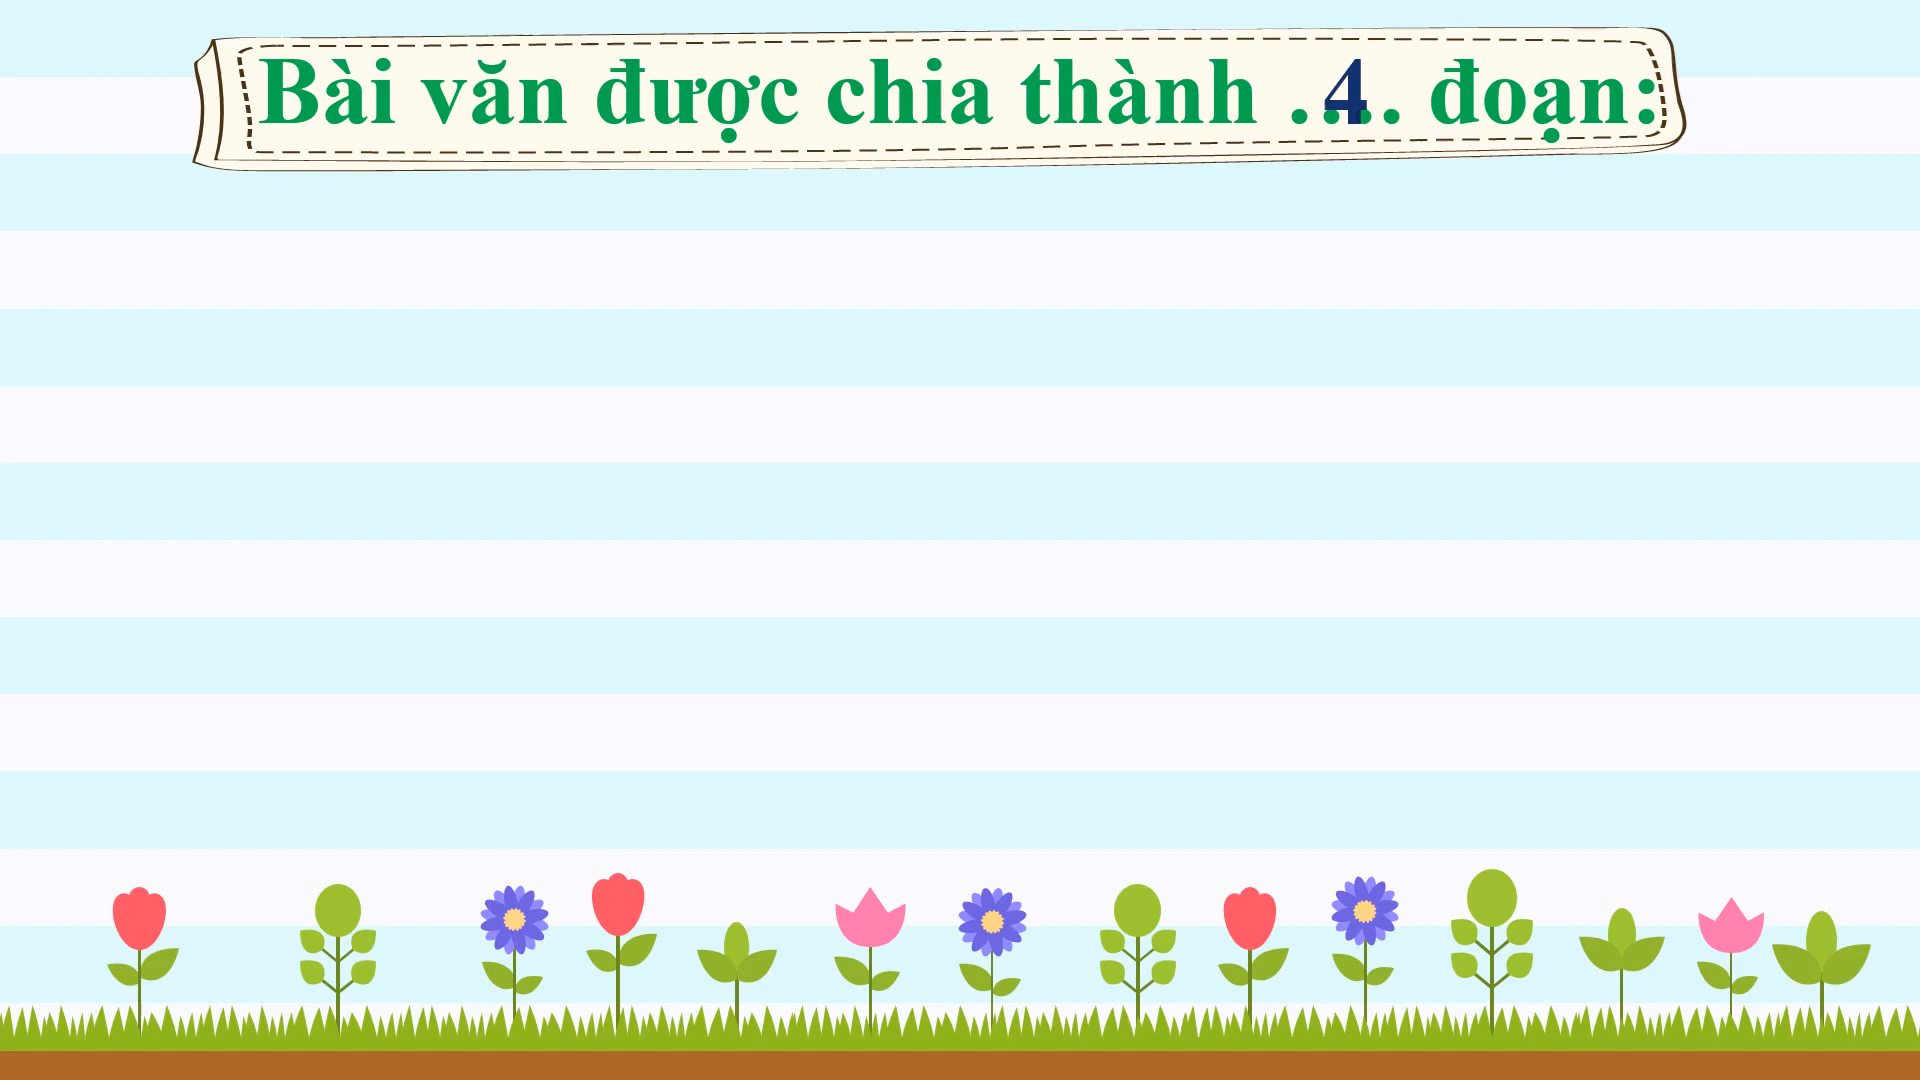 Bài văn được chia thành .4.. đoạn: